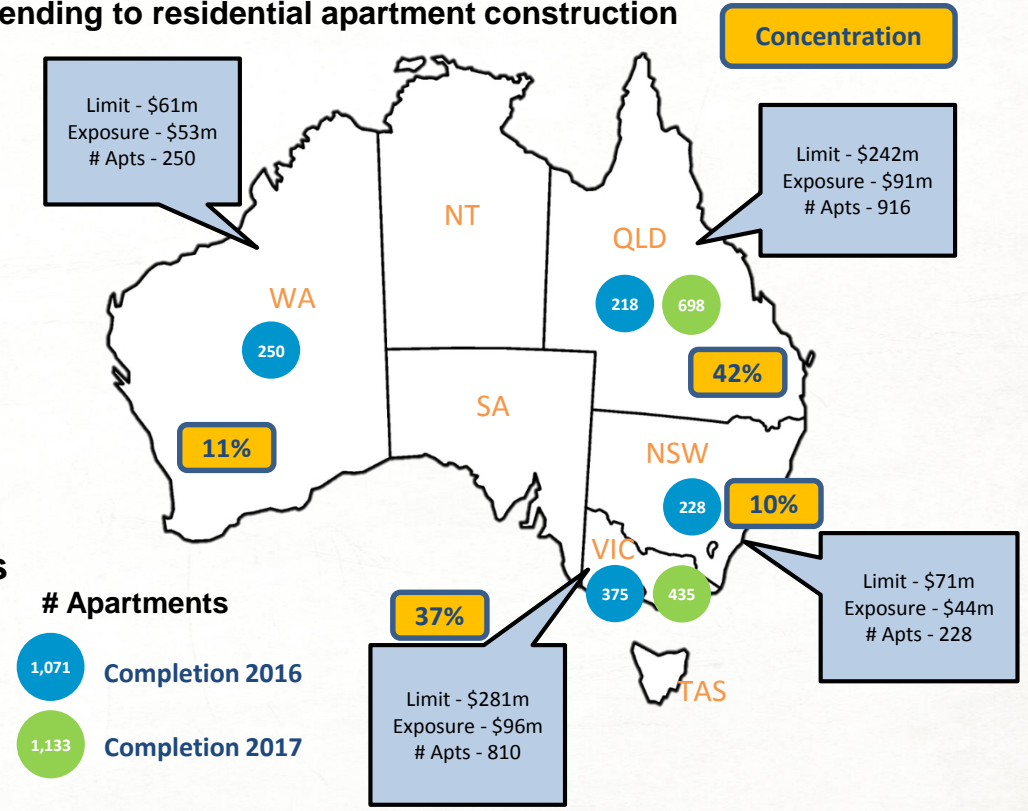 ending to residential apartment construction
Concentration
Limit - $61m
Exposure - $53m
# Apts - 250
Limit - $242m
Exposure - $91m
# Apts - 916
NT
QLD
WA
218
698
250
42%
SA
11%
NSW
228
10%
VIC
375
435
37%
Limit - $71m
Exposure - $44m
# Apts - 228
s
# Apartments
1,071
Completion 2016
1,133
Completion 2017
Limit - $281m
Exposure - $96m
# Apts - 810
TAS